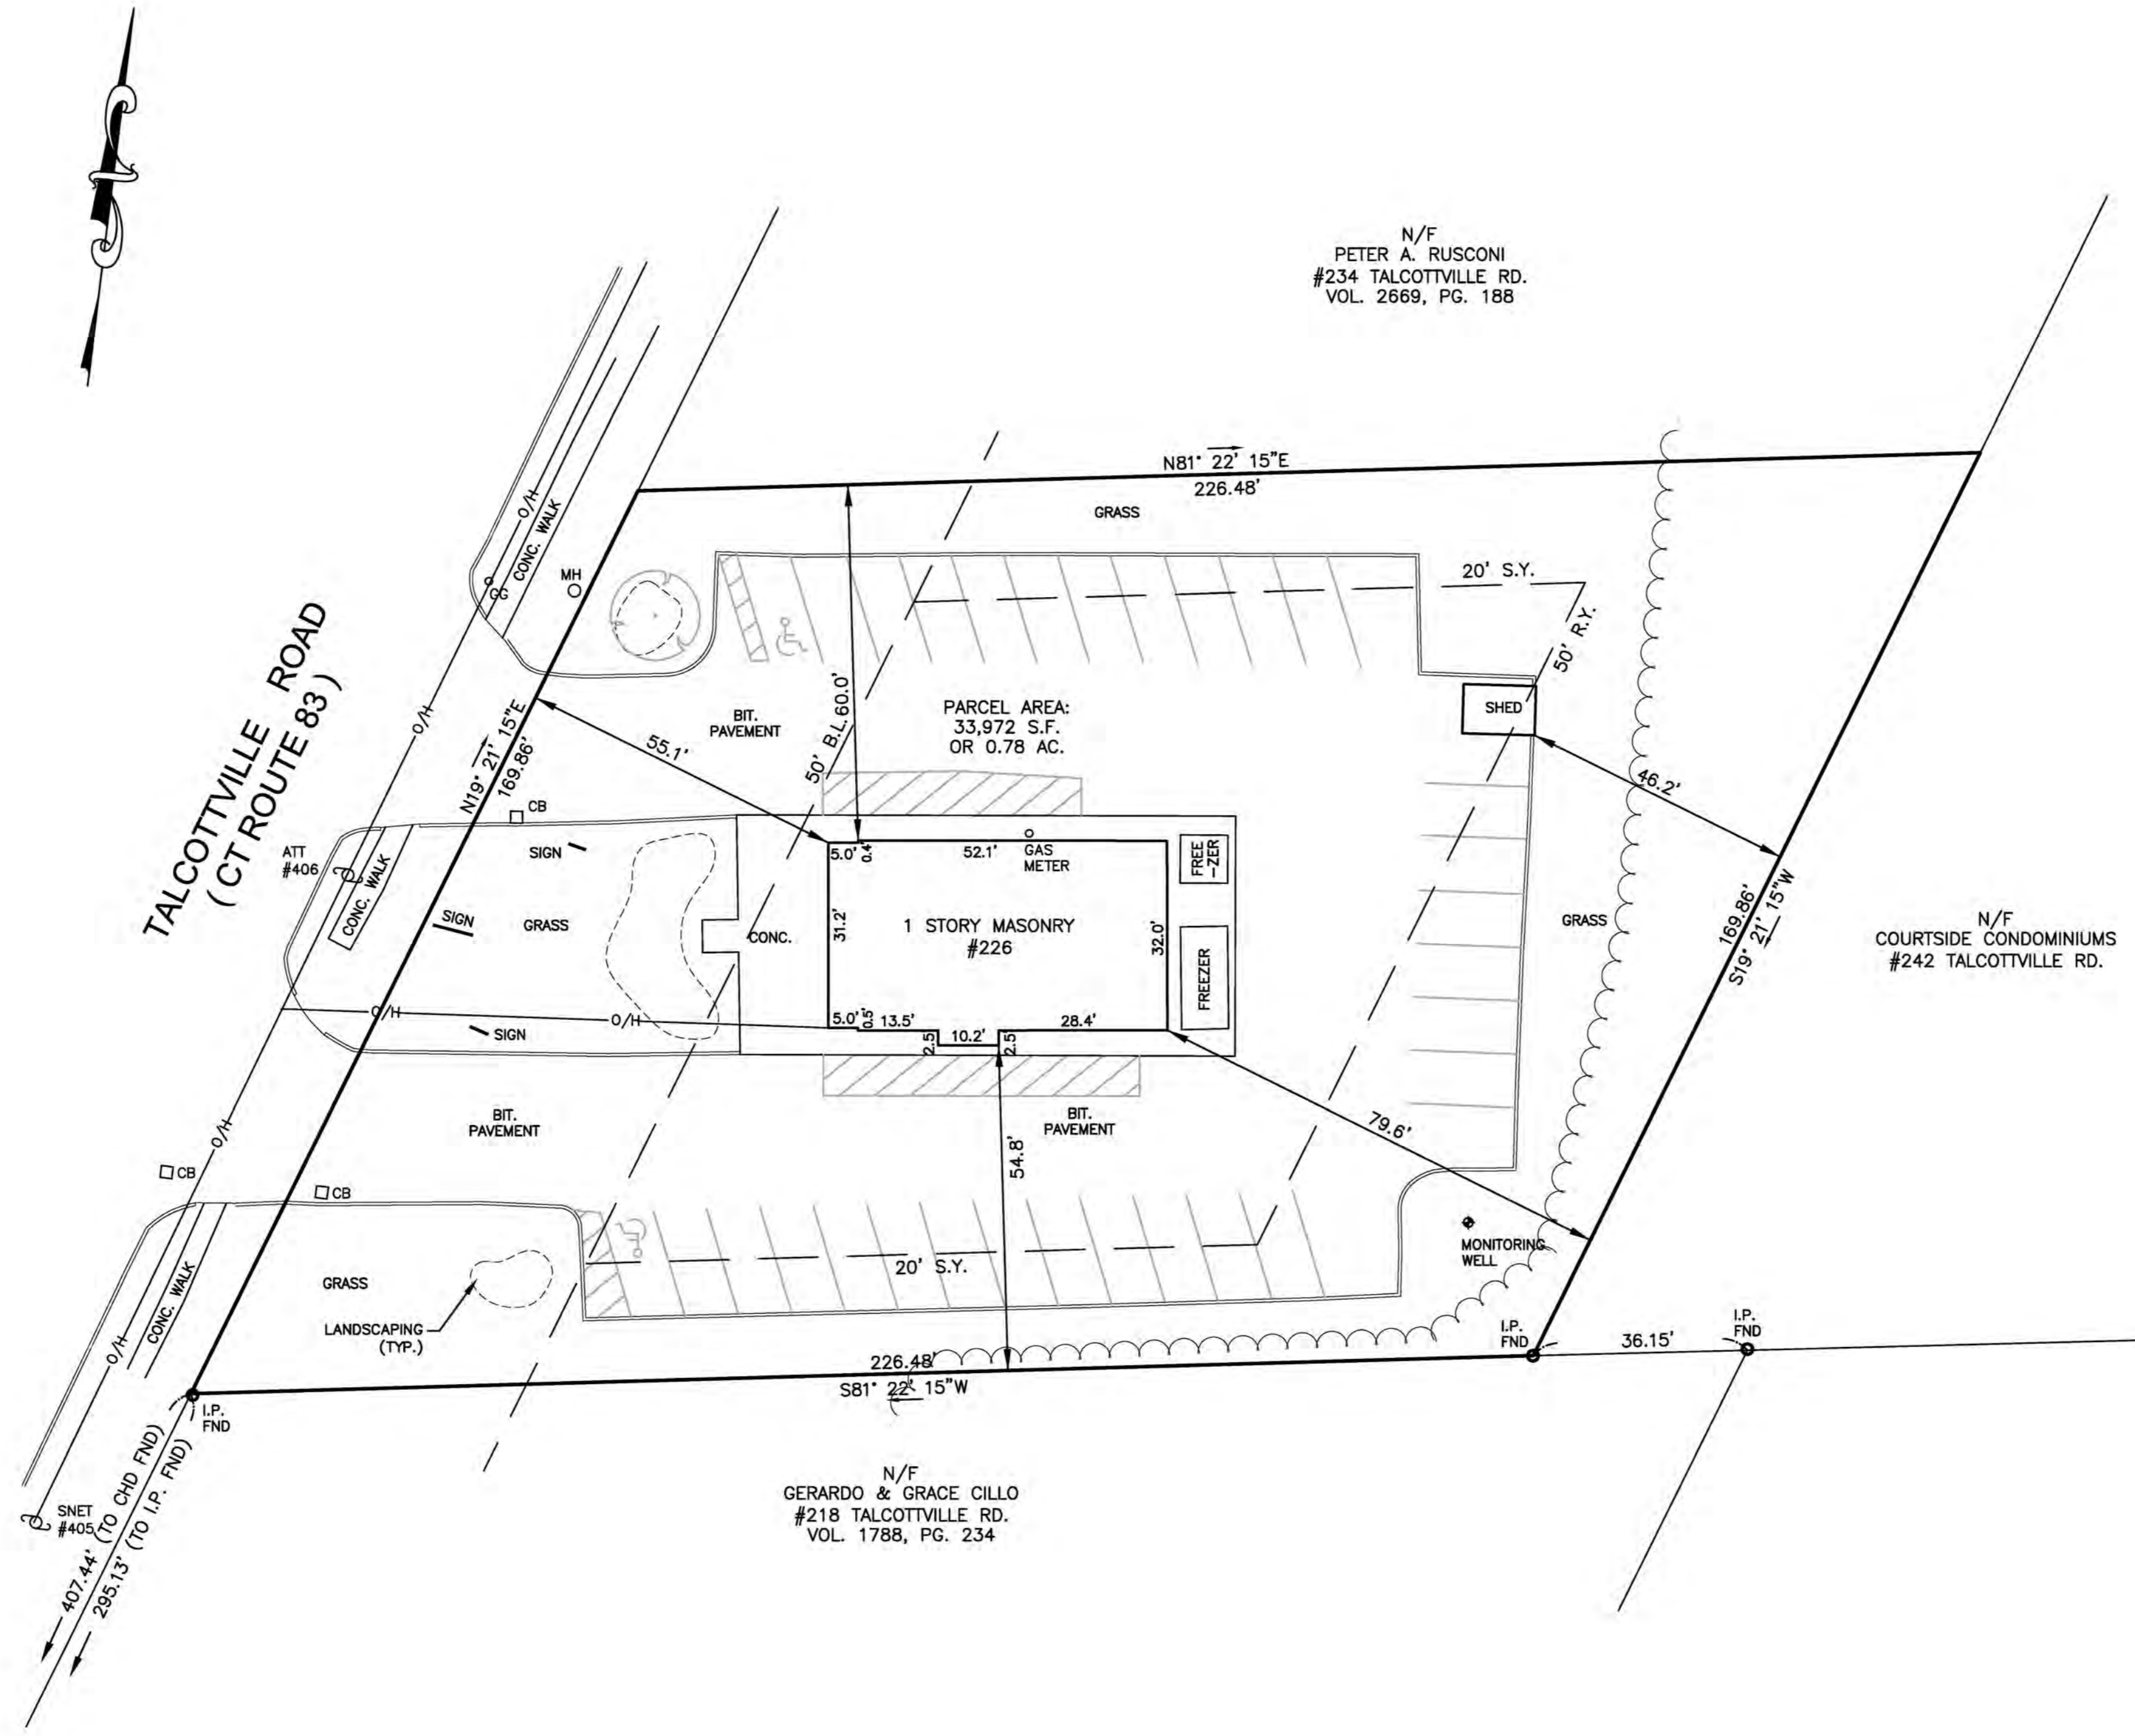 N/F
PETER A. RUSCONI
#234 TALCOTTVILLE RD.
VOL. 2669, PG. 188
N81° 22' 15"E
226.48'
GRASS
O/H
CONC. WALK
GG
MH
20' S.Y.
50' R.Y.
TALCOTTVILLE ROAD
(CT ROUTE 83)
O/H
N19° 21' 15"E
169.86'
55.1'
BIT.
PAVEMENT
50' B.L.
60.0'
PARCEL AREA:
33,972 S.F.
OR 0.78 AC.
SHED
46.2'
CB
ATT
#406
CONC. WALK
SIGN
SIGN
GRASS
SIGN
CONC.
5.0'
0.4'
52.1'
GAS
METER
31.2'
1 STORY MASONRY
#226
32.0'
FREE
-ZER
FREEZER
GRASS
169.86'
S19° 21' 15"W
N/F
COURTSIDE CONDOMINIUMS
#242 TALCOTTVILLE RD.
O/H
O/H
5.0'
0.5'
13.5'
2.5'
10.2'
2.5'
28.4'
BIT.
PAVEMENT
BIT.
PAVEMENT
54.8'
79.6'
O/H
CB
CB
20' S.Y.
MONITORING
WELL
GRASS
LANDSCAPING
(TYP.)
O/H
CONC. WALK
I.P.
FND
36.15'
I.P.
FND
226.48'
S81° 22' 15"W
I.P.
FND
SNET
#405
407.44' (TO CHD FND)
295.13' (TO I.P. FND)
N/F
GERARDO & GRACE CILLO
#218 TALCOTTVILLE RD.
VOL. 1788, PG. 234